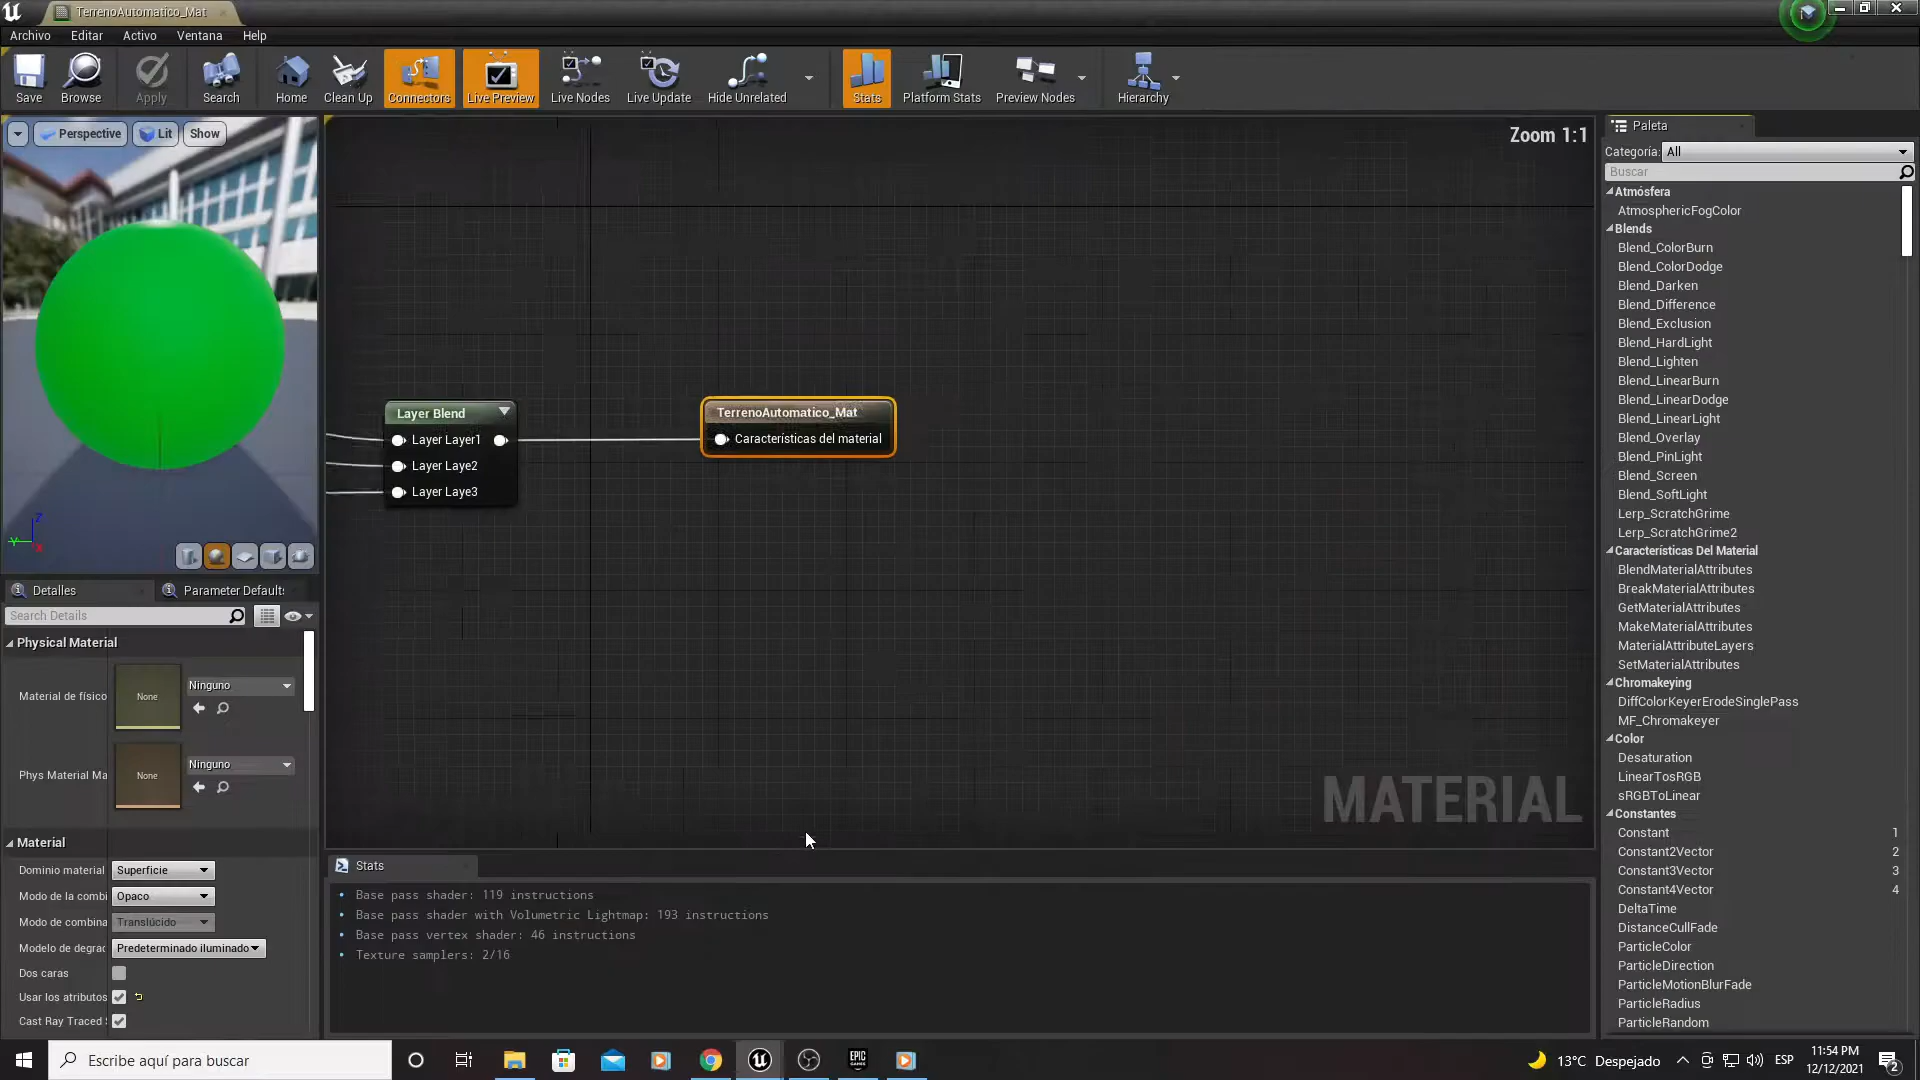 TerrenoAutomatico_Mat
Archivo Editar Activo Ventana Help
Save Browse Apply Search Home Clean Up Connectors Live Preview Live Nodes Live Update Hide Unrelated Stats Platform Stats Preview Nodes Hierarchy
Perspective Lit Show
Zoom 1:1
Layer Blend
Layer Layer1
Layer Laye2
Layer Laye3
TerrenoAutomatico_Mat
Características del material
MATERIAL
Z
Y
X
Detalles Parameter Default:
Search Details
Physical Material
Material de físico None Ninguno
Phys Material Ma None Ninguno
Material
Dominio material Superficie
Modo de la combi Opaco
Modo de combina Translúcido
Modelo de degrad Predeterminado iluminado
Dos caras
Usar los atributos
Cast Ray Traced
Stats
Base pass shader: 119 instructions
Base pass shader with Volumetric Lightmap: 193 instructions
Base pass vertex shader: 46 instructions
Texture samplers: 2/16
Paleta
Categoría: All
Buscar
Atmósfera
AtmosphericFogColor
Blends
Blend_ColorBurn
Blend_ColorDodge
Blend_Darken
Blend_Difference
Blend_Exclusion
Blend_HardLight
Blend_Lighten
Blend_LinearBurn
Blend_LinearDodge
Blend_LinearLight
Blend_Overlay
Blend_PinLight
Blend_Screen
Blend_SoftLight
Lerp_ScratchGrime
Lerp_ScratchGrime2
Características Del Material
BlendMaterialAttributes
BreakMaterialAttributes
GetMaterialAttributes
MakeMaterialAttributes
MaterialAttributeLayers
SetMaterialAttributes
Chromakeying
DiffColorKeyerErodeSinglePass
MF_Chromakeyer
Color
Desaturation
LinearTosRGB
sRGBToLinear
Constantes
Constant 1
Constant2Vector 2
Constant3Vector 3
Constant4Vector 4
DeltaTime
DistanceCullFade
ParticleColor
ParticleDirection
ParticleMotionBlurFade
ParticleRadius
ParticleRandom
Escribe aquí para buscar
EPIC GAMES
13°C Despejado
ESP
11:54 PM
12/12/2021
2